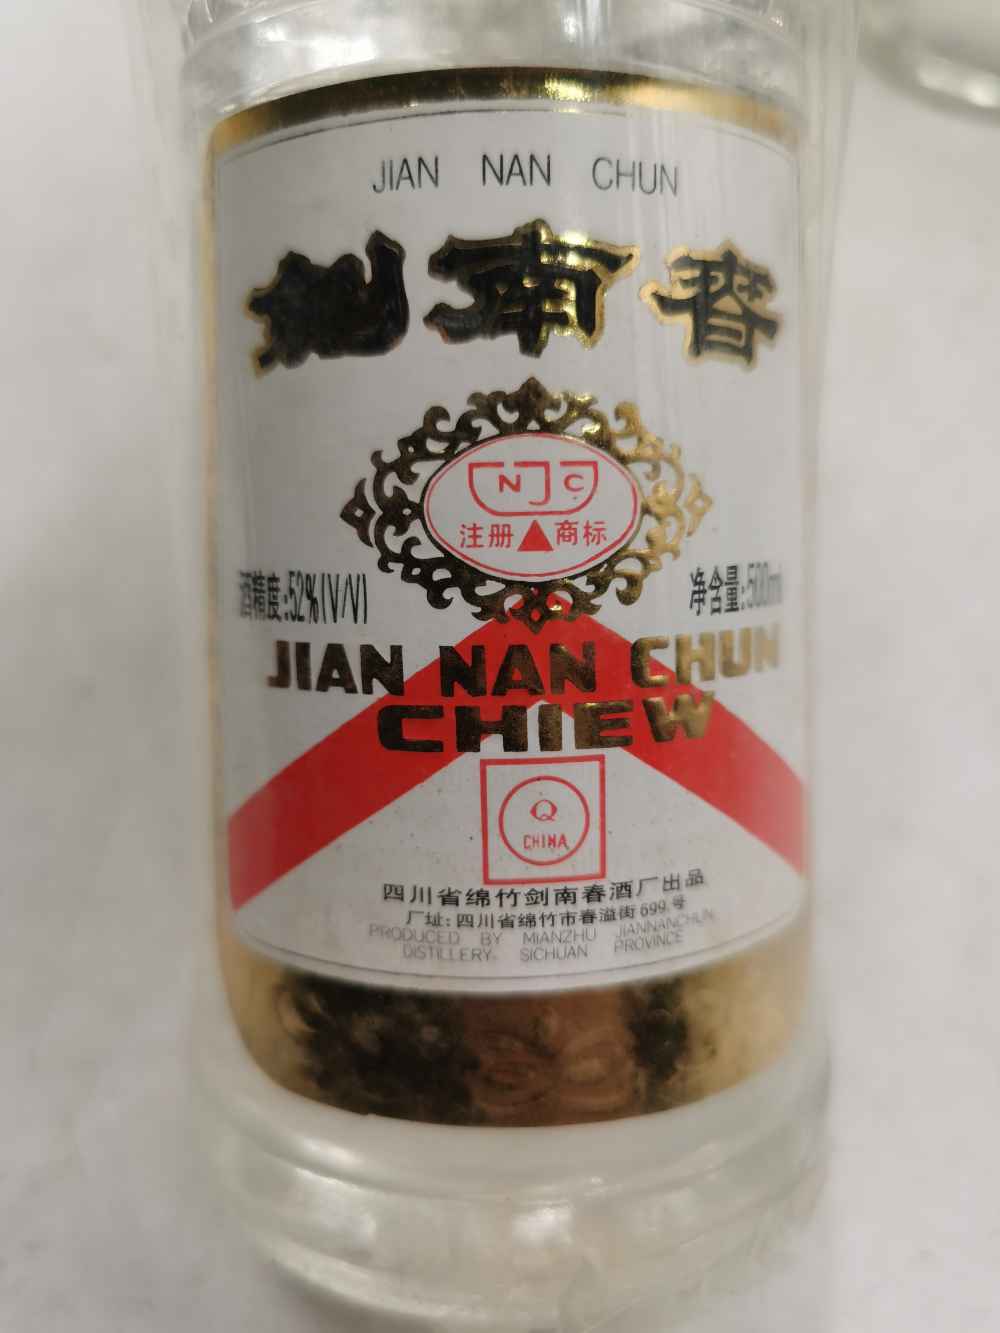 JIAN NAN CHUN
剑南春
NJC
注册 商标
酒精度:52%(V/V)
净含量:500ml
JIAN NAN CHUN
CHIEW
Q
CHINA
四川省绵竹剑南春酒厂出品
厂址:四川省绵竹市春溢街699号
PRODUCED BY MIANZHU JIANNANCHUN
DISTILLERY. SICHUAN PROVINCE